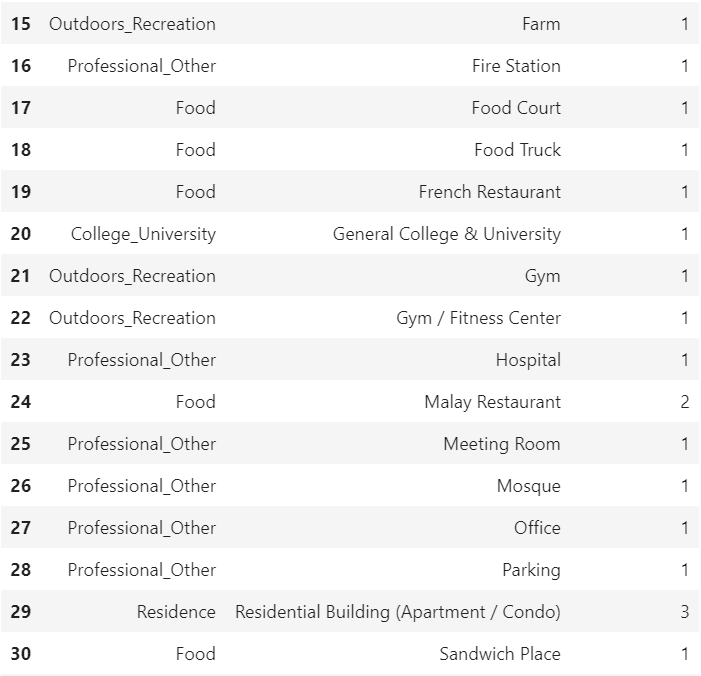 15 Outdoors_Recreation Farm 1
16 Professional_Other Fire Station 1
17 Food Food Court 1
18 Food Food Truck 1
19 Food French Restaurant 1
20 College_University General College & University 1
21 Outdoors_Recreation Gym 1
22 Outdoors_Recreation Gym / Fitness Center 1
23 Professional_Other Hospital 1
24 Food Malay Restaurant 2
25 Professional_Other Meeting Room 1
26 Professional_Other Mosque 1
27 Professional_Other Office 1
28 Professional_Other Parking 1
29 Residence Residential Building (Apartment / Condo) 3
30 Food Sandwich Place 1